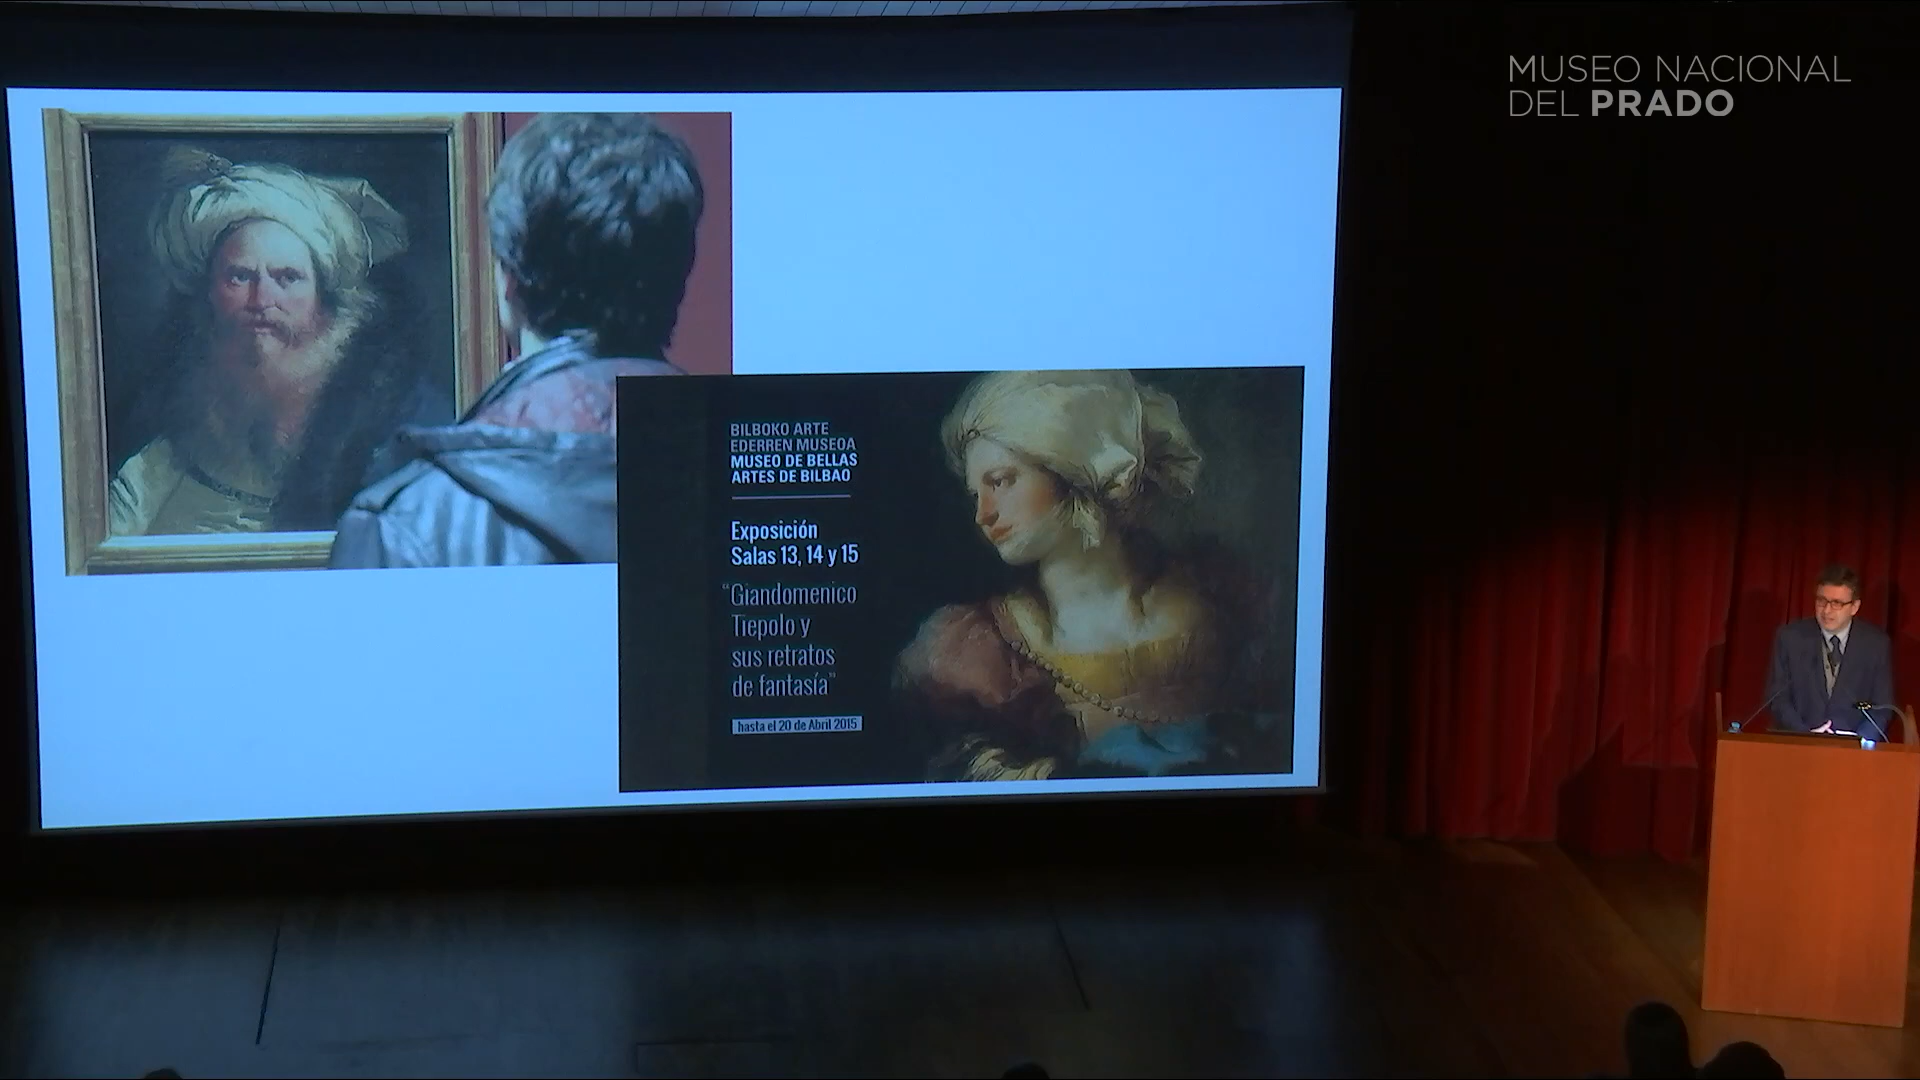 MUSEO NACIONAL
DEL PRADO
BILBOKO ARTE
EDERREN MUSEOA
MUSEO DE BELLAS
ARTES DE BILBAO
Exposición
Salas 13, 14 y 15
“Giandomenico
Tiepolo y
sus retratos
de fantasía”
hasta el 20 de Abril 2015